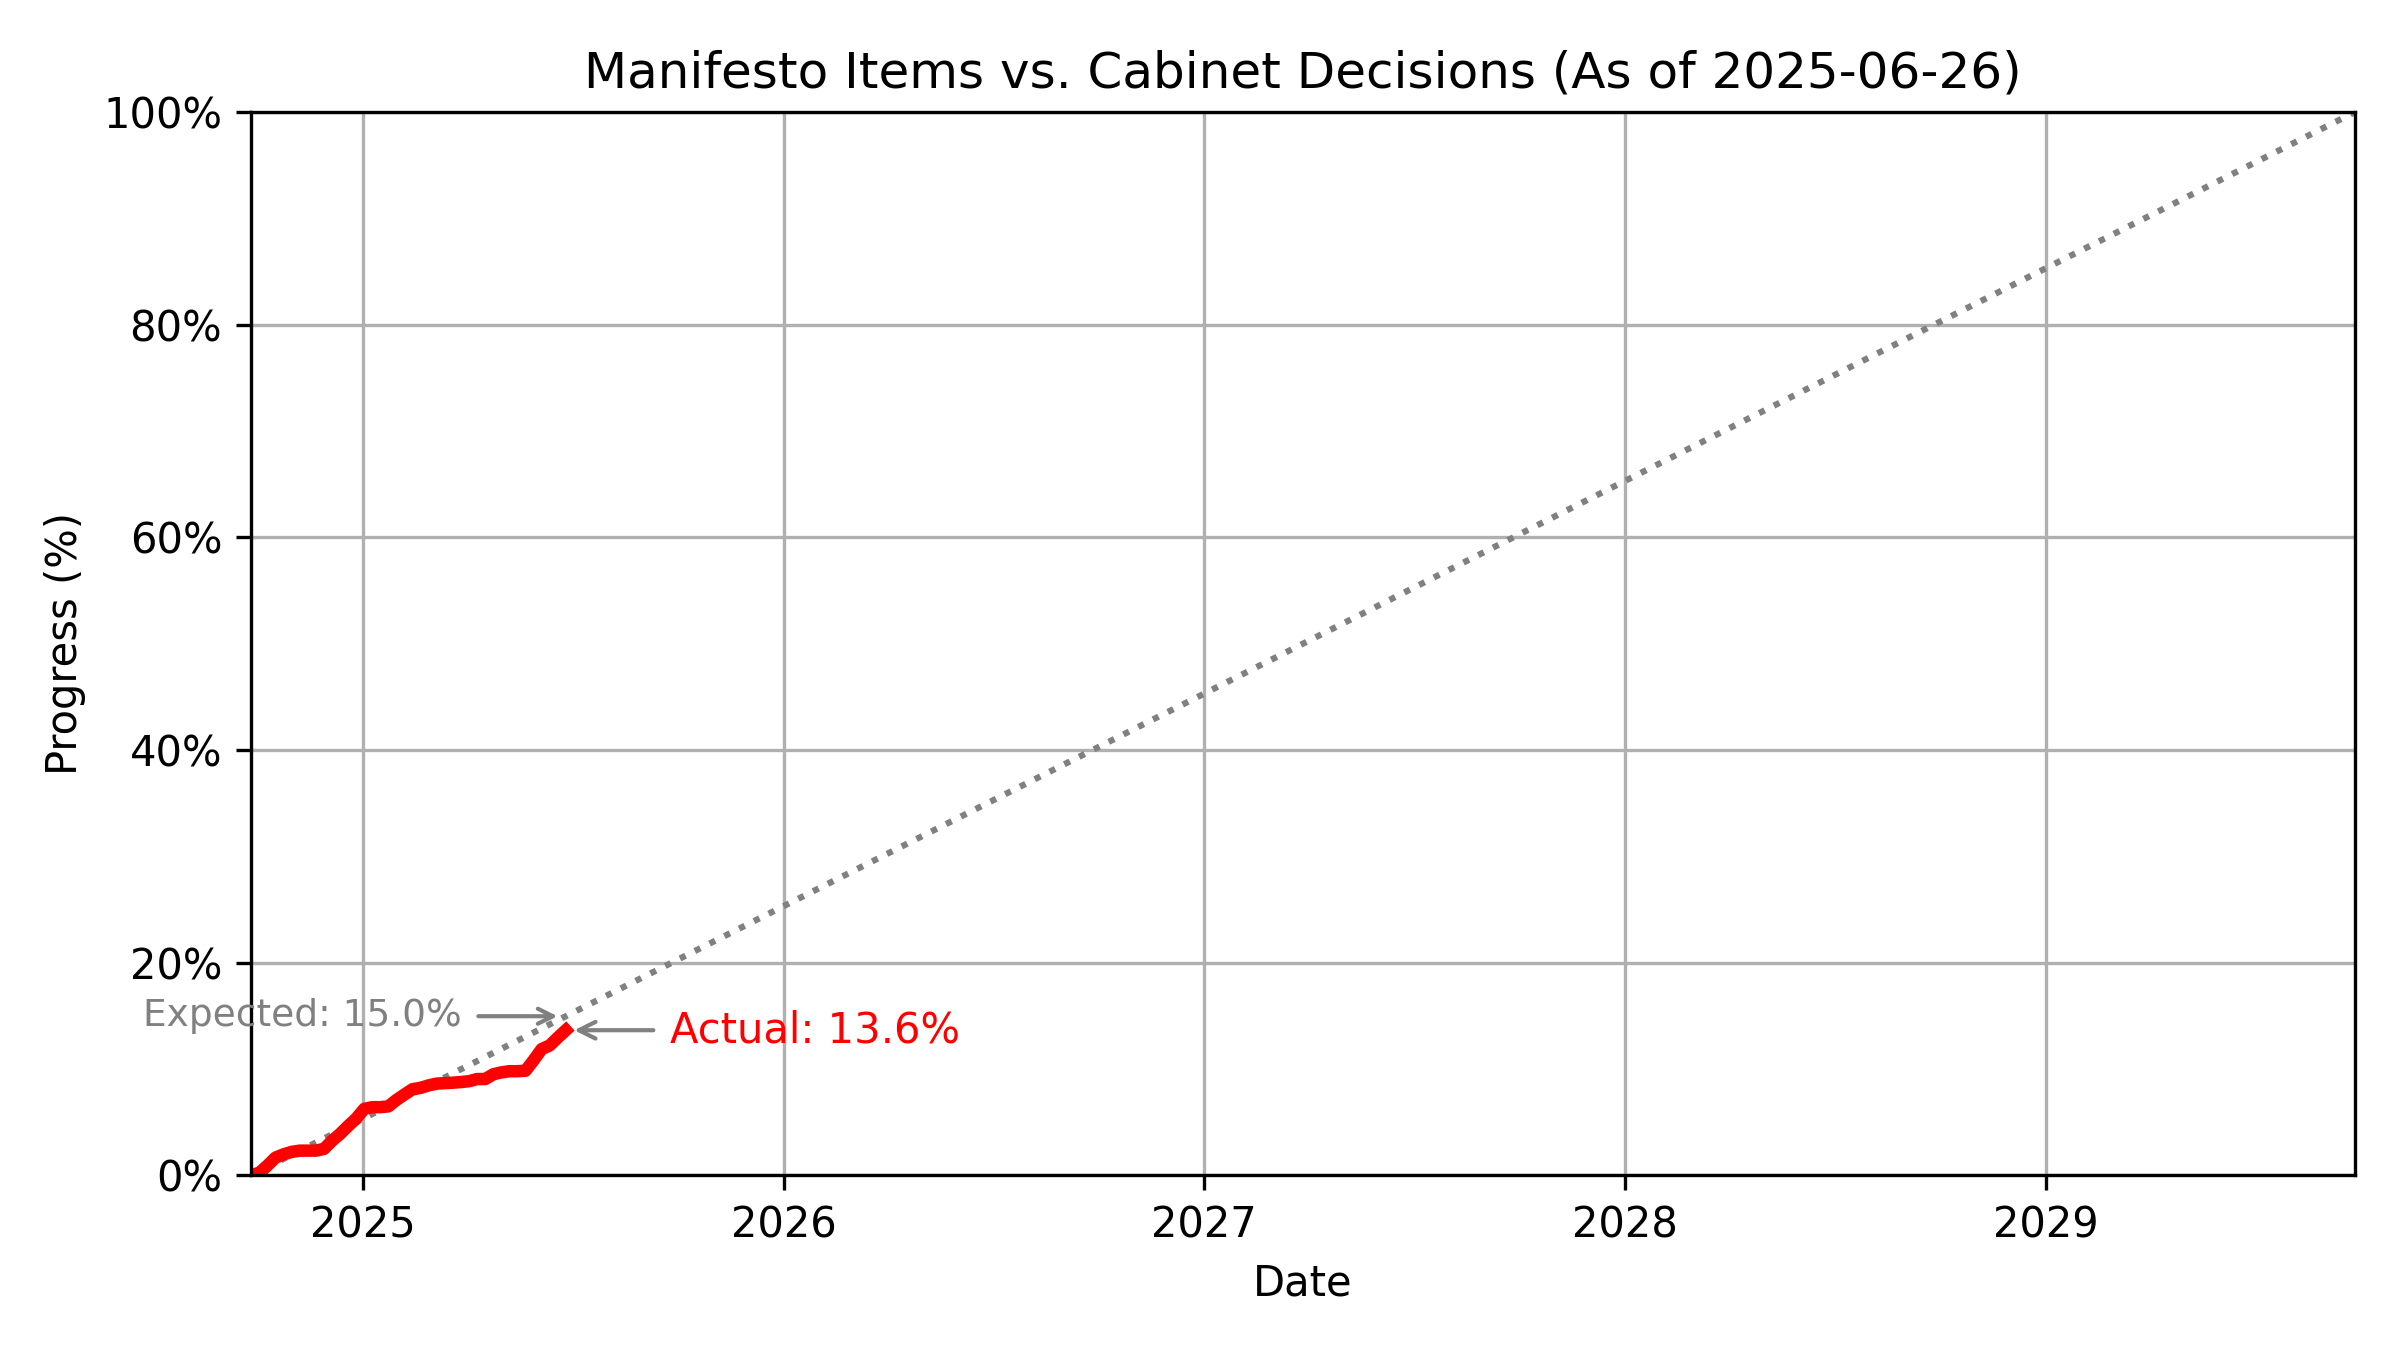 Manifesto Items vs. Cabinet Decisions (As of 2025-06-26)
100%
80%
60%
40%
20%
0%
Progress (%)
Expected: 15.0%
Actual: 13.6%
2025
2026
2027
2028
2029
Date